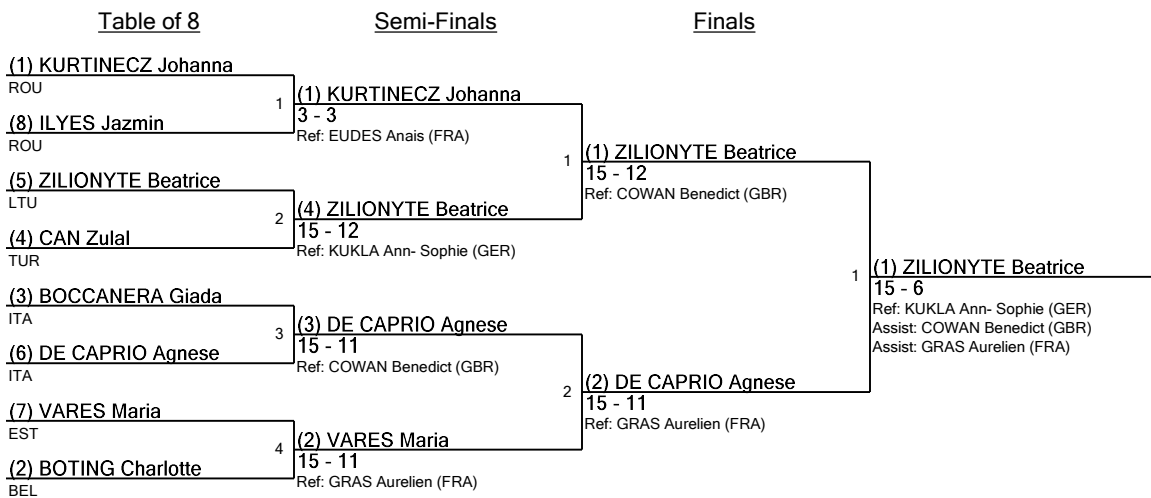 Table of 8
Semi-Finals
Finals
(1) KURTINECZ Johanna
ROU
(8) ILYES Jazmin
ROU
(5) ZILIONYTE Beatrice
LTU
(4) CAN Zulal
TUR
(3) BOCCANERA Giada
ITA
(6) DE CAPRIO Agnese
ITA
(7) VARES Maria
EST
(2) BOTING Charlotte
BEL
1
(1) KURTINECZ Johanna
3 - 3
Ref: EUDES Anais (FRA)
2
(4) ZILIONYTE Beatrice
15 - 12
Ref: KUKLA Ann- Sophie (GER)
3
(3) DE CAPRIO Agnese
15 - 11
Ref: COWAN Benedict (GBR)
4
(2) VARES Maria
15 - 11
Ref: GRAS Aurelien (FRA)
1
(1) ZILIONYTE Beatrice
15 - 12
Ref: COWAN Benedict (GBR)
2
(2) DE CAPRIO Agnese
15 - 11
Ref: GRAS Aurelien (FRA)
1
(1) ZILIONYTE Beatrice
15 - 6
Ref: KUKLA Ann- Sophie (GER)
Assist: COWAN Benedict (GBR)
Assist: GRAS Aurelien (FRA)